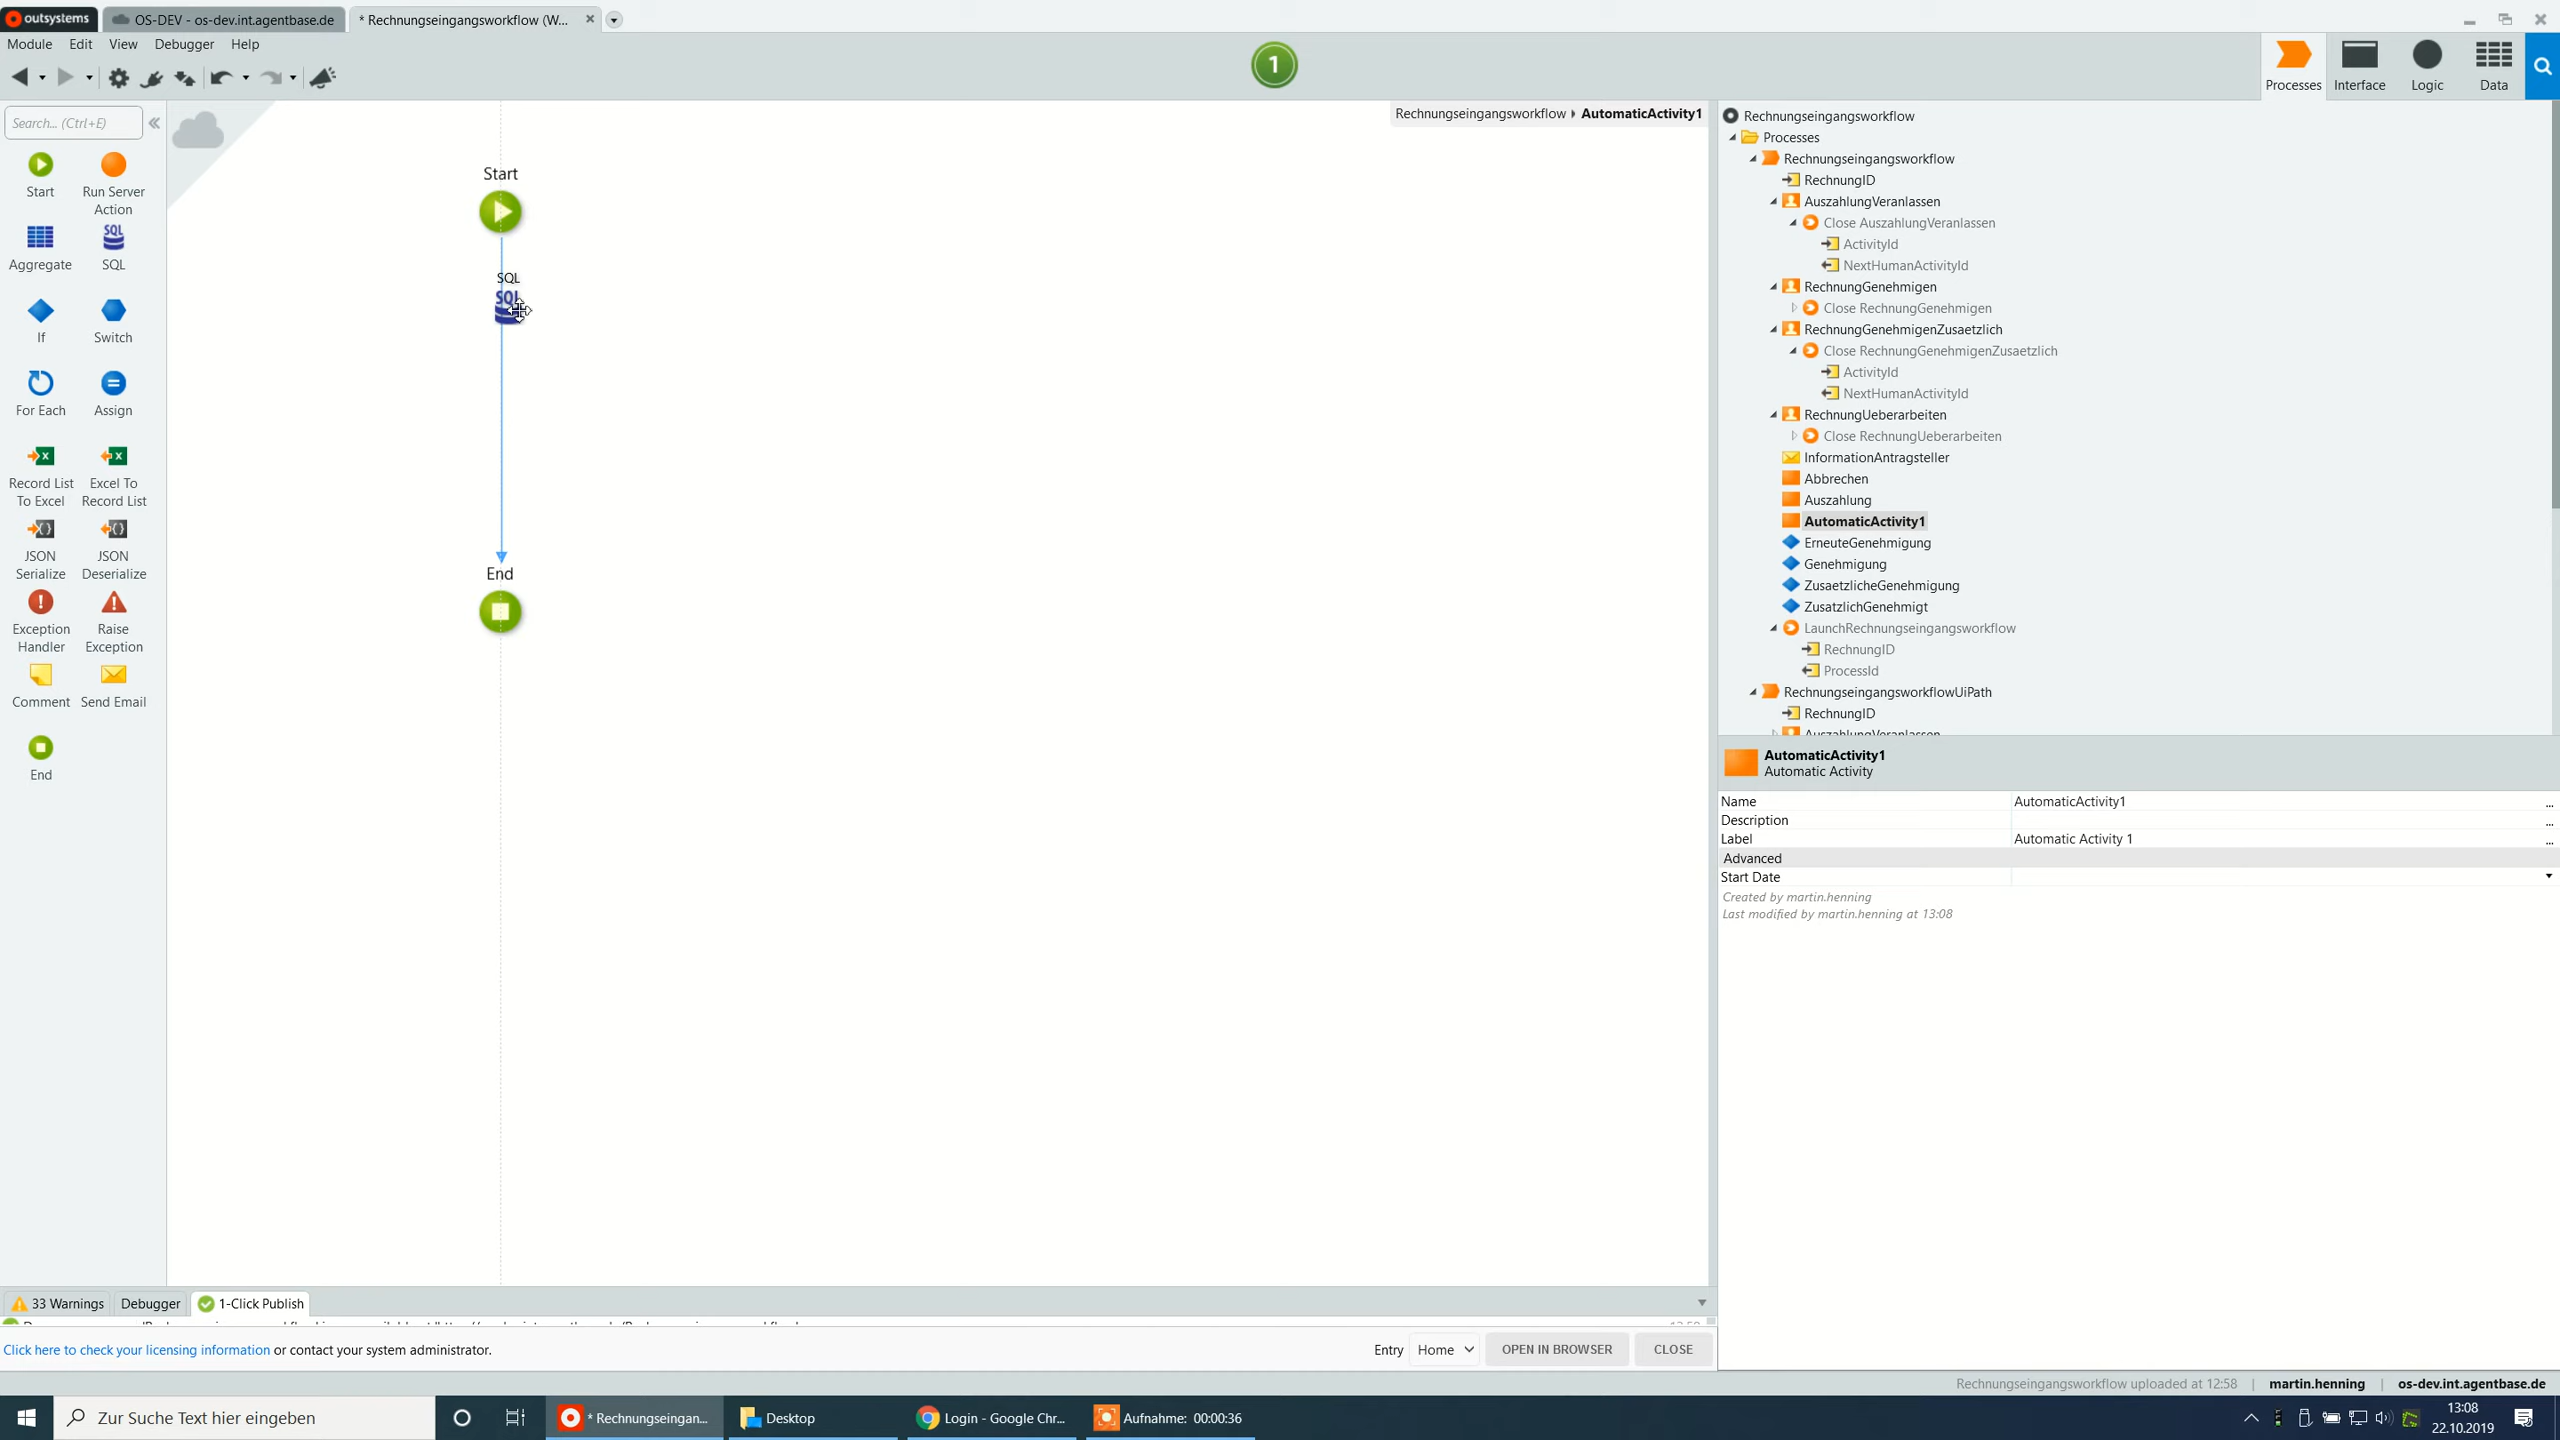 outsystems
OS-DEV - os-dev.int.agentbase.de
* Rechnungseingangsworkflow (W...
Module Edit View Debugger Help
1
Processes
Interface
Logic
Data
Search... (Ctrl+E)
Start
Run Server Action
Aggregate
SQL
SQL
If
Switch
For Each
Assign
Record List To Excel
Excel To Record List
JSON Serialize
JSON Deserialize
Exception Handler
Raise Exception
Comment
Send Email
End
Rechnungseingangsworkflow AutomaticActivity1
Start
SQL
SQL
End
Rechnungseingangsworkflow
Processes
Rechnungseingangsworkflow
RechnungID
AuszahlungVeranlassen
Close AuszahlungVeranlassen
ActivityId
NextHumanActivityId
RechnungGenehmigen
Close RechnungGenehmigen
RechnungGenehmigenZusaetzlich
Close RechnungGenehmigenZusaetzlich
ActivityId
NextHumanActivityId
RechnungUeberarbeiten
Close RechnungUeberarbeiten
InformationAntragsteller
Abbrechen
Auszahlung
AutomaticActivity1
ErneuteGenehmigung
Genehmigung
ZusaetzlicheGenehmigung
ZusatzlichGenehmigt
LaunchRechnungseingangsworkflow
RechnungID
ProcessId
RechnungseingangsworkflowUiPath
RechnungID
AuszahlungVeranlassen
AutomaticActivity1
Automatic Activity
Name AutomaticActivity1 ...
Description ...
Label Automatic Activity 1 ...
Advanced
Start Date
Created by martin.henning
Last modified by martin.henning at 13:08
33 Warnings Debugger 1-Click Publish
Click here to check your licensing information or contact your system administrator.
Entry Home OPEN IN BROWSER CLOSE
Rechnungseingangsworkflow uploaded at 12:58 | martin.henning | os-dev.int.agentbase.de
Zur Suche Text hier eingeben
* Rechnungseingan...
Desktop
Login - Google Chr...
Aufnahme: 00:00:36
13:08
22.10.2019